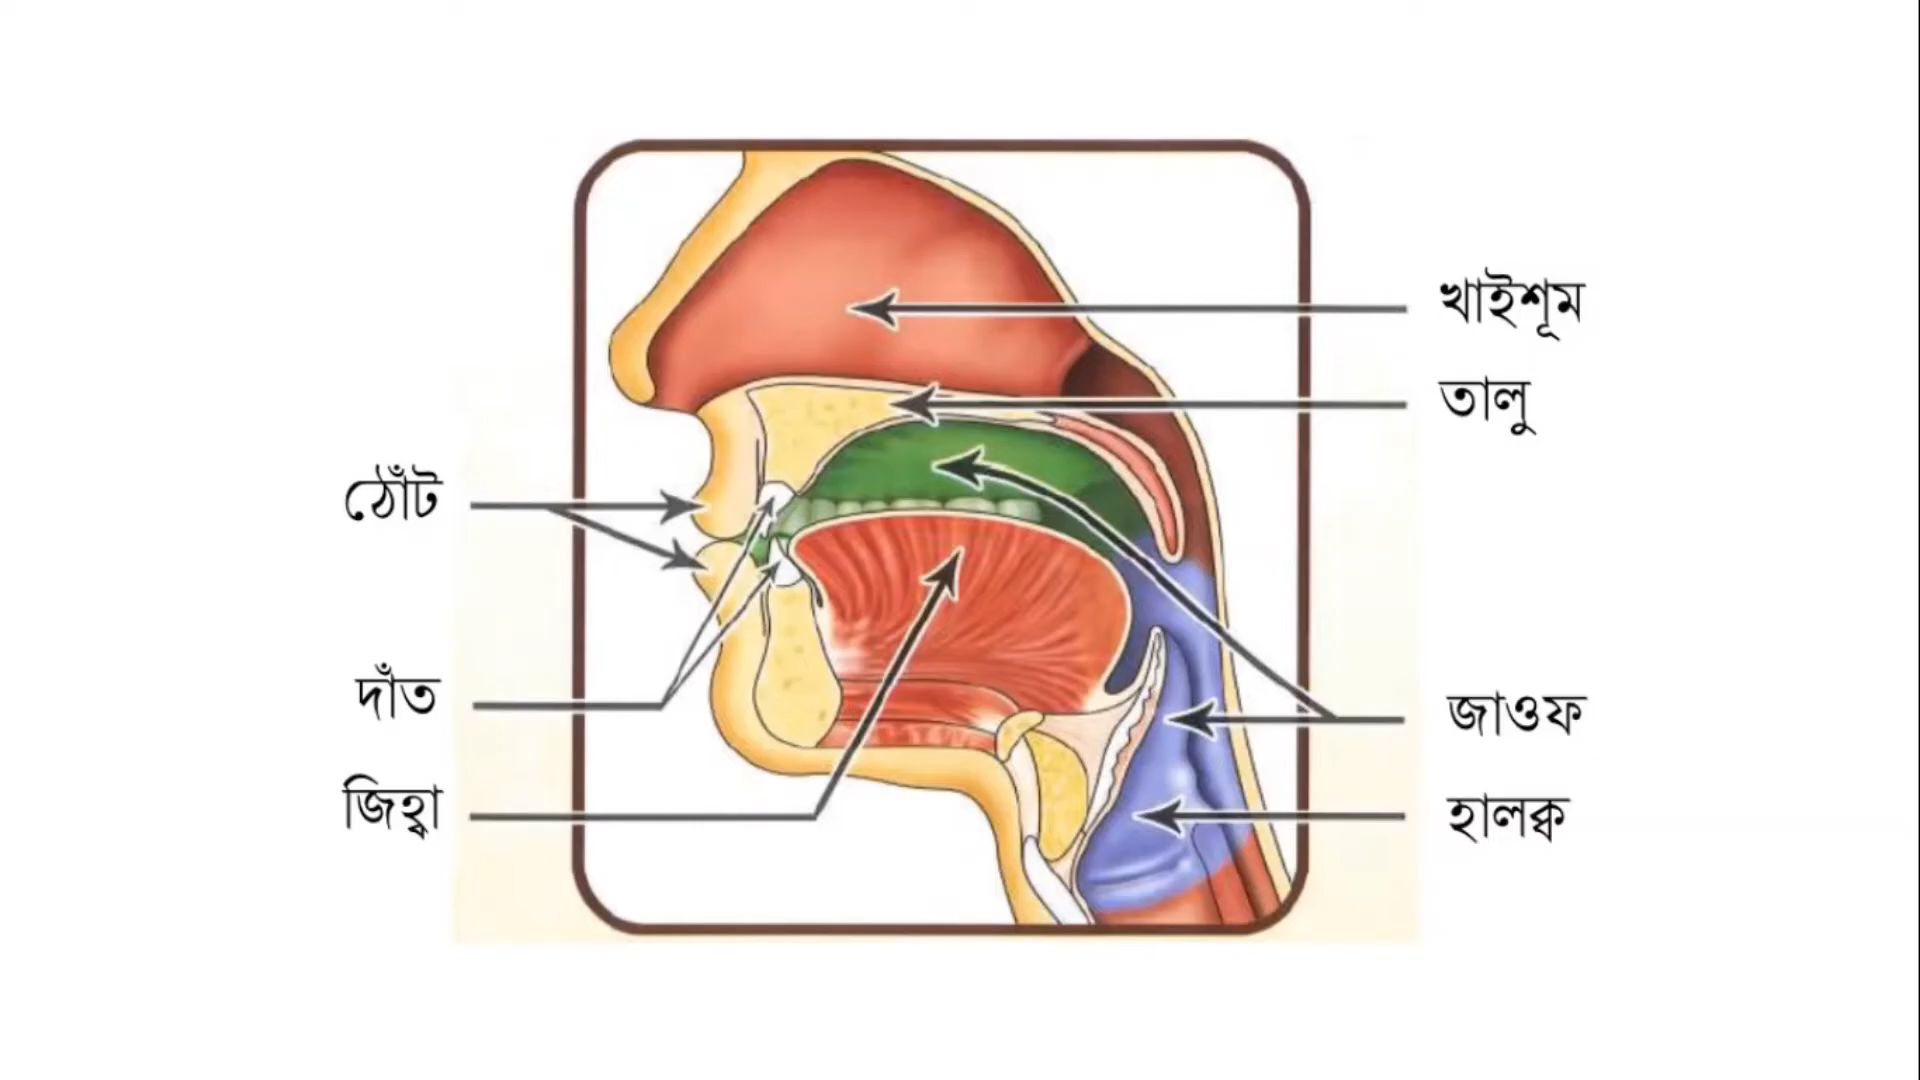 খাইশূম
তালু
ঠোঁট
দাঁত
জিহ্বা
জাওফ
হালক্ব